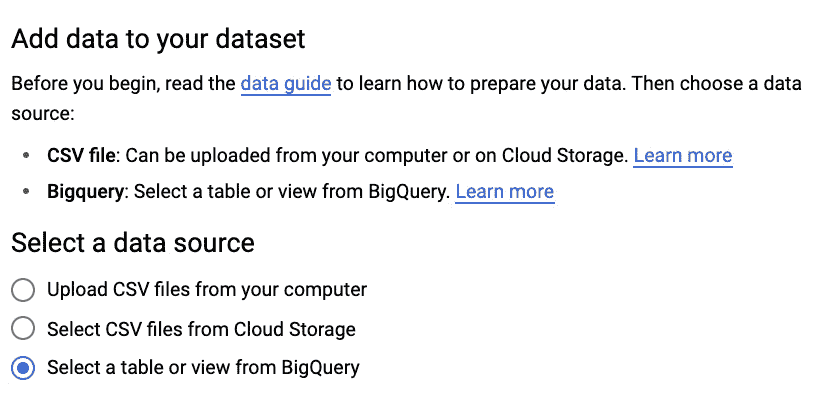 Add data to your dataset
Before you begin, read the data guide to learn how to prepare your data. Then choose a data
source:
• CSV file: Can be uploaded from your computer or on Cloud Storage. Learn more
• Bigquery: Select a table or view from BigQuery. Learn more
Select a data source
Upload CSV files from your computer
Select CSV files from Cloud Storage
Select a table or view from BigQuery